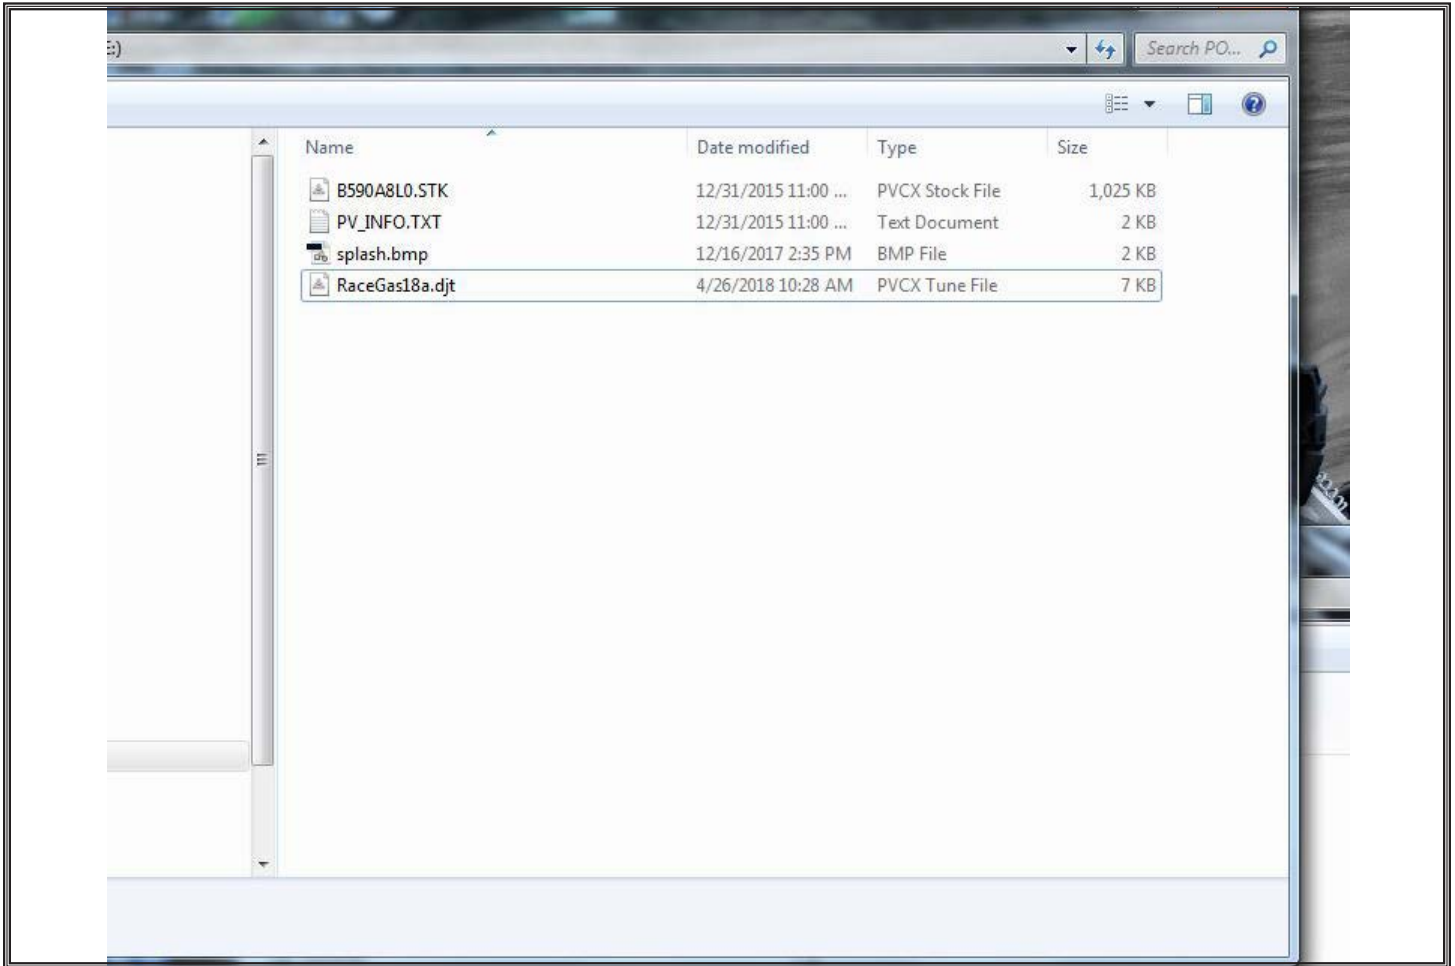 :)
Search PO...
Name Date modified Type Size
B590A8L0.STK 12/31/2015 11:00 ... PVCX Stock File 1,025 KB
PV_INFO.TXT 12/31/2015 11:00 ... Text Document 2 KB
splash.bmp 12/16/2017 2:35 PM BMP File 2 KB
RaceGas18a.djt 4/26/2018 10:28 AM PVCX Tune File 7 KB